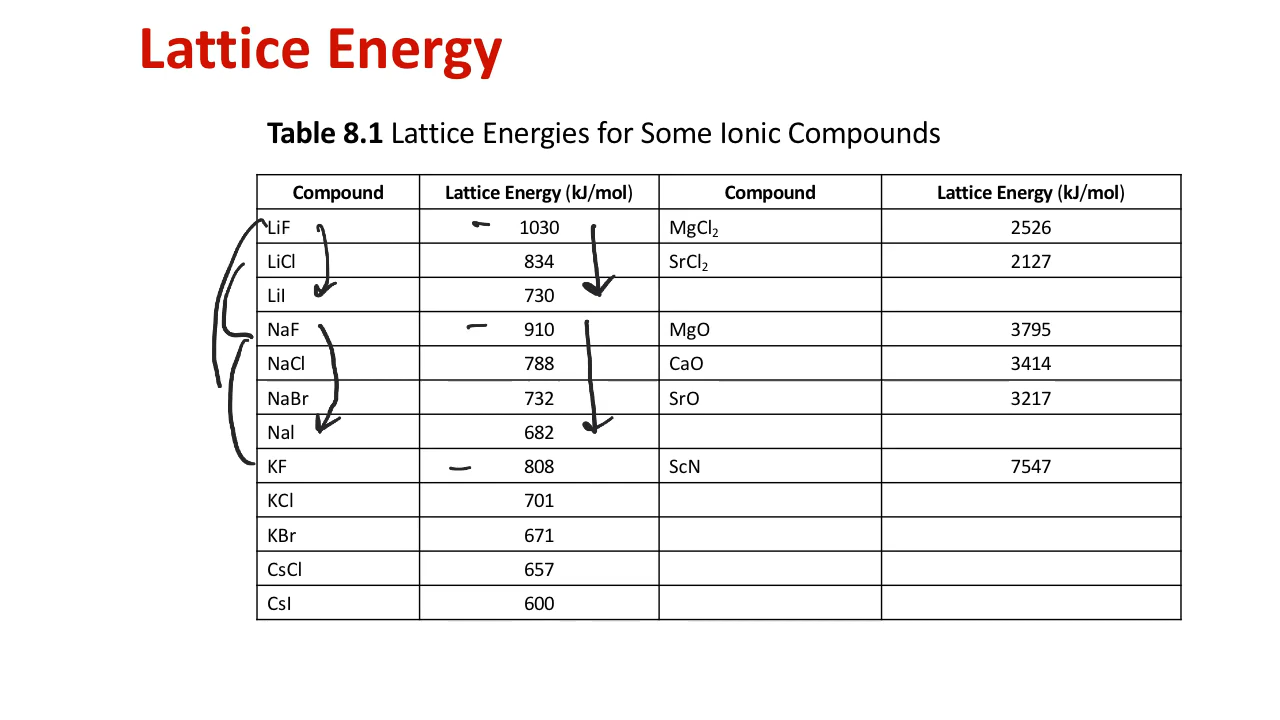 Lattice Energy
Table 8.1 Lattice Energies for Some Ionic Compounds
Compound Lattice Energy (kJ/mol) Compound Lattice Energy (kJ/mol)
LiF 1030 MgCl₂ 2526
LiCl 834 SrCl₂ 2127
LiI 730
NaF 910 MgO 3795
NaCl 788 CaO 3414
NaBr 732 SrO 3217
NaI 682
KF 808 ScN 7547
KCl 701
KBr 671
CsCl 657
CsI 600